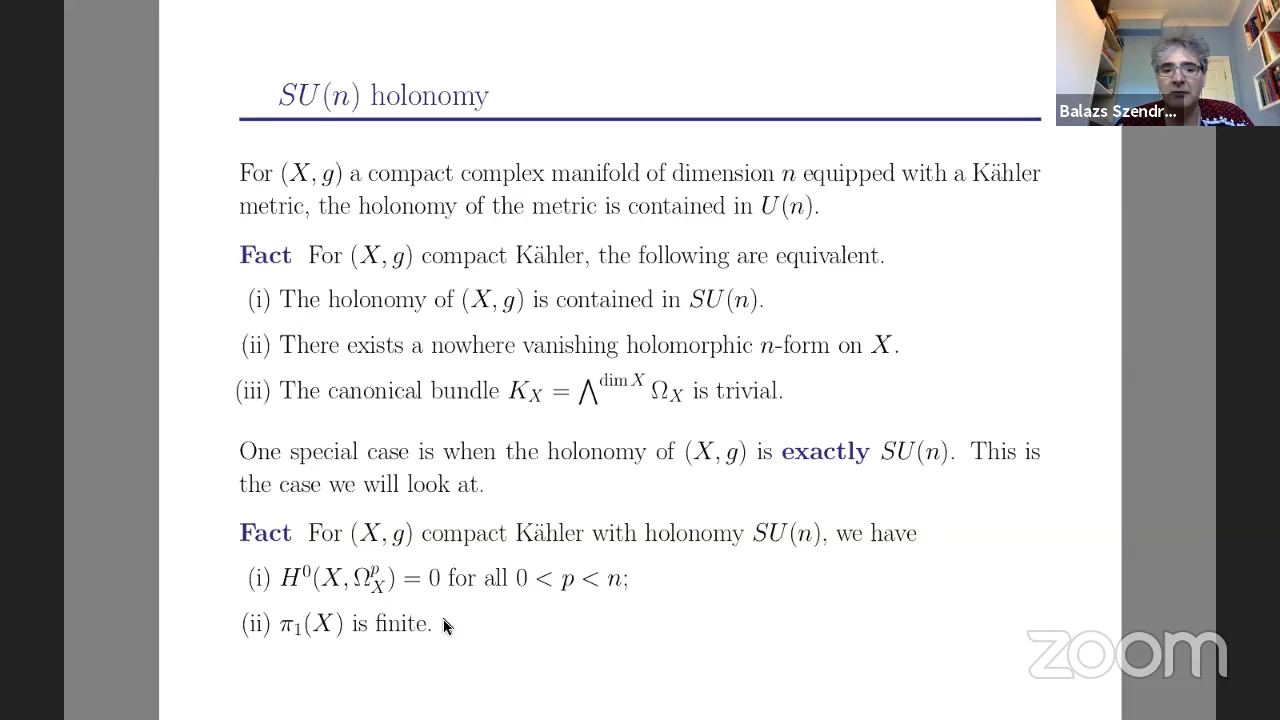 SU(n) holonomy
For (X, g) a compact complex manifold of dimension n equipped with a Kähler
metric, the holonomy of the metric is contained in U(n).
Fact For (X, g) compact Kähler, the following are equivalent.
(i) The holonomy of (X, g) is contained in SU(n).
(ii) There exists a nowhere vanishing holomorphic n-form on X.
(iii) The canonical bundle K_X = ⋀^{dim X} Ω_X is trivial.
One special case is when the holonomy of (X, g) is exactly SU(n). This is
the case we will look at.
Fact For (X, g) compact Kähler with holonomy SU(n), we have
(i) H^0(X, Ω_X^p) = 0 for all 0 < p < n;
(ii) π_1(X) is finite.
Balazs Szendr...
zoom